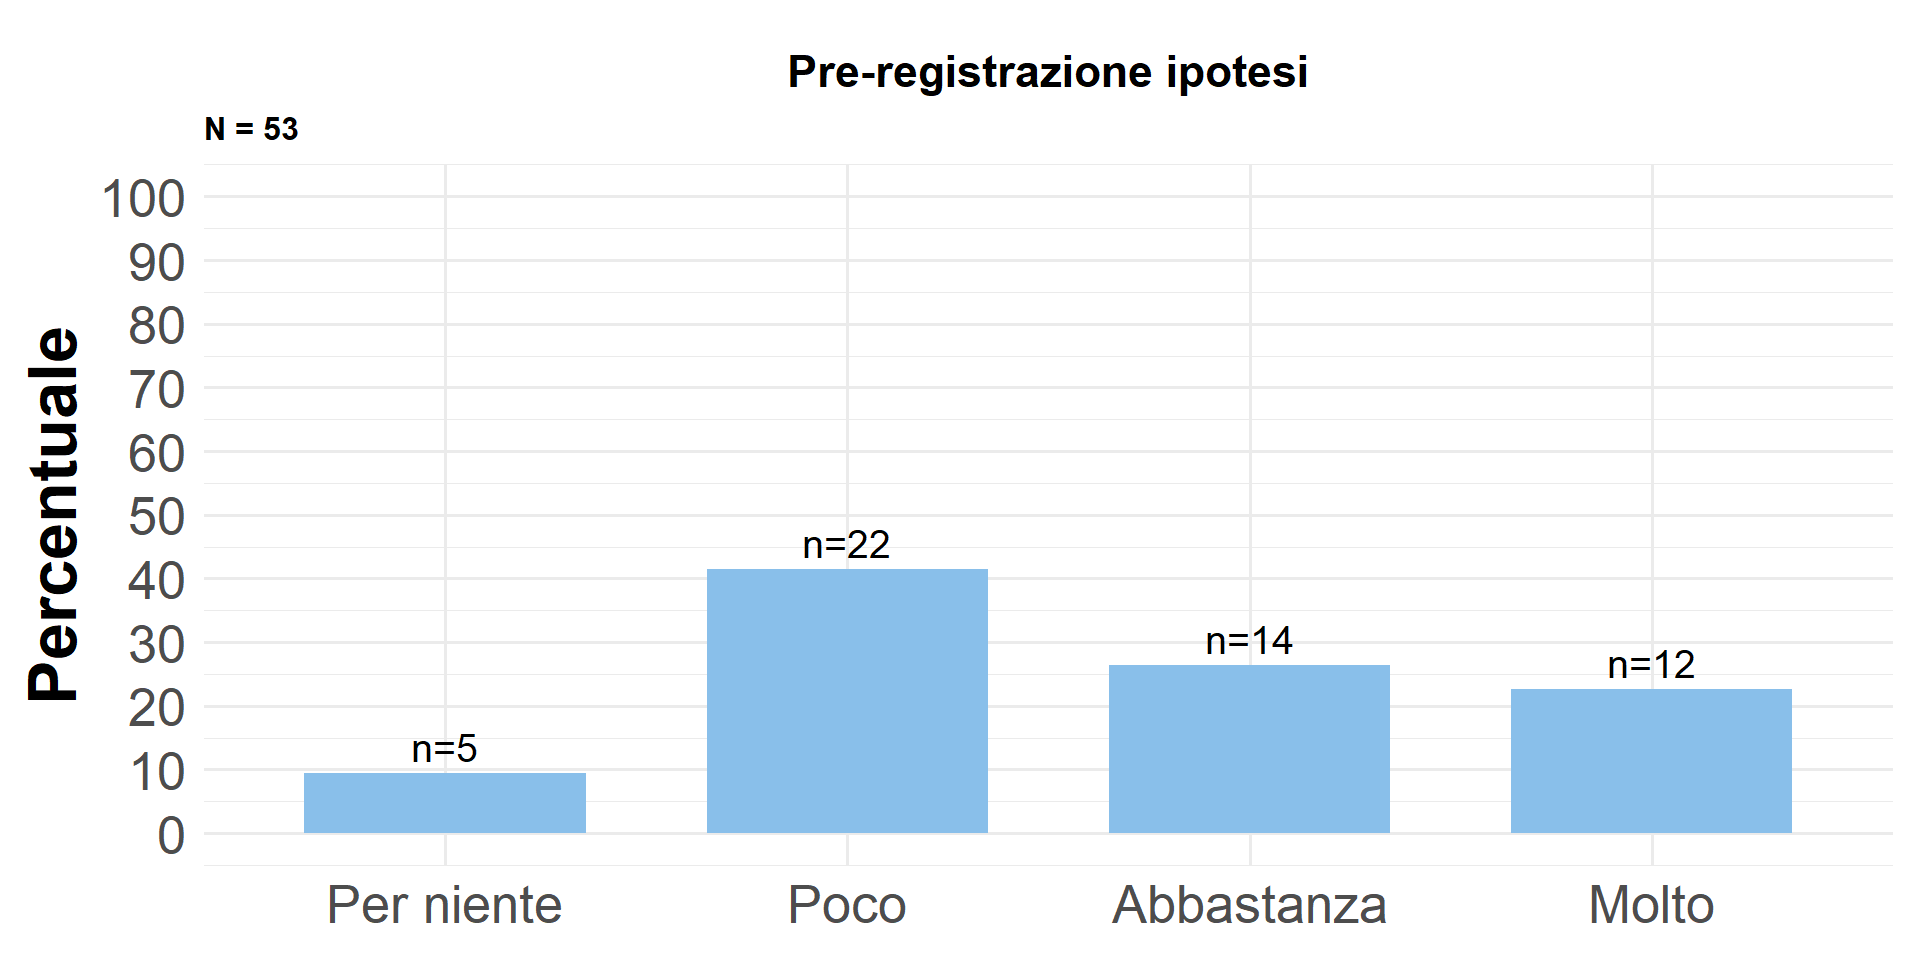 Pre-registrazione ipotesi
N = 53
Percentuale
100
90
80
70
60
50
40
30
20
10
0
n=5
n=22
n=14
n=12
Per niente
Poco
Abbastanza
Molto